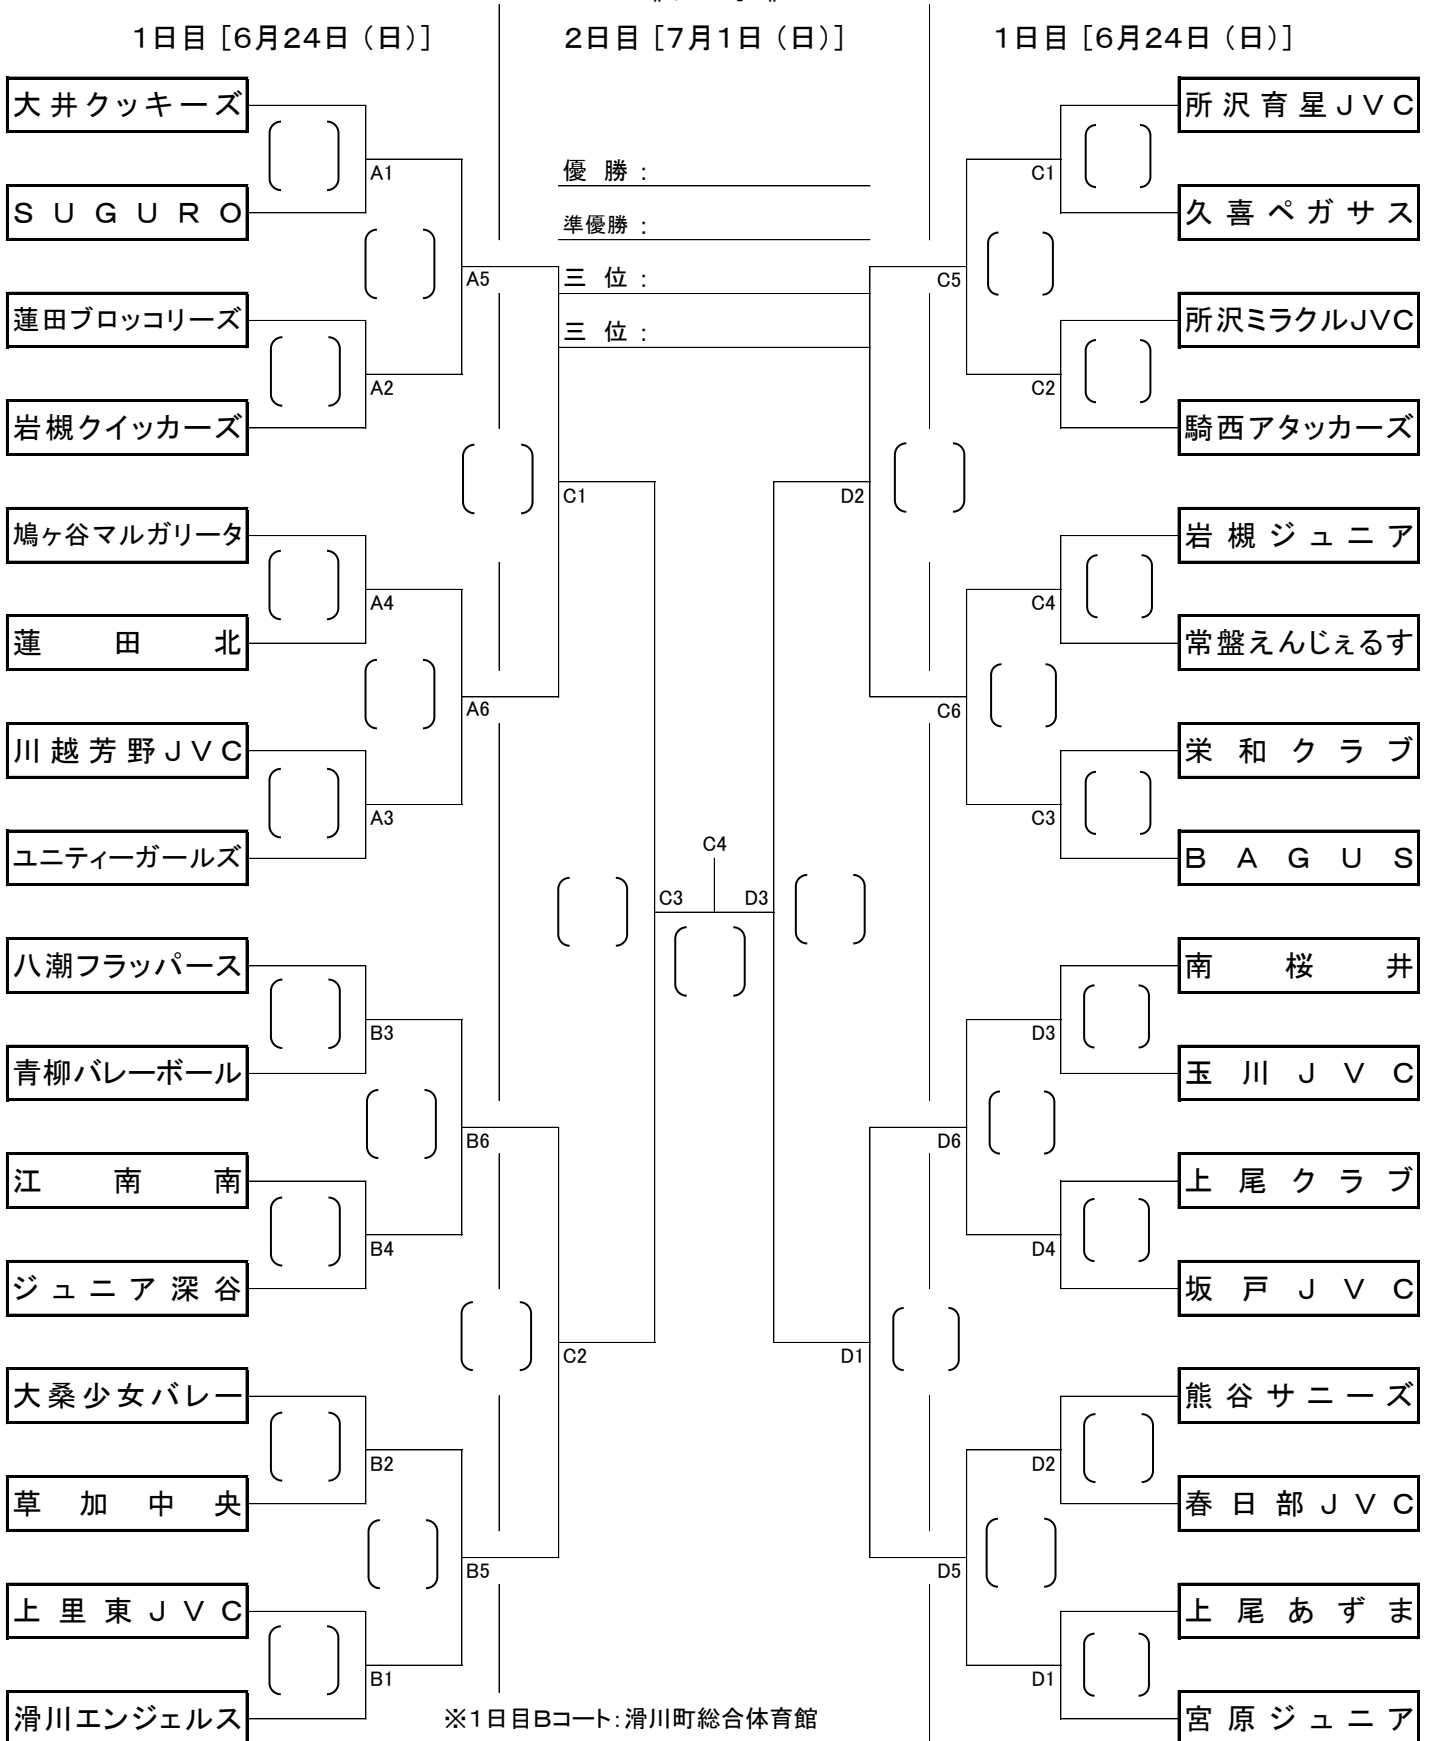 1日目［6月24日（日）］
2日目［7月1日（日）］
1日目［6月24日（日）］
優　勝　：
準優勝　：
三　位　：
三　位　：
大井クッキーズ
A1
SUGURO
A5
蓮田ブロッコリーズ
A2
岩槻クイッカーズ
C1
鳩ヶ谷マルガリータ
A4
蓮田北
A6
川越芳野JVC
A3
ユニティーガールズ
C3
C4
D3
八潮フラッパース
B3
青柳バレーボール
B6
江南南
B4
ジュニア深谷
C2
大桑少女バレー
B2
草加中央
B5
上里東JVC
B1
滑川エンジェルス
※1日目Bコート：滑川町総合体育館
所沢育星JVC
C1
久喜ペガサス
C5
所沢ミラクルJVC
C2
騎西アタッカーズ
D2
岩槻ジュニア
C4
常盤えんじぇるす
C6
栄和クラブ
C3
BAGUS
南桜井
D3
玉川JVC
D6
上尾クラブ
D4
坂戸JVC
D1
熊谷サニーズ
D2
春日部JVC
D5
上尾あずま
D1
宮原ジュニア